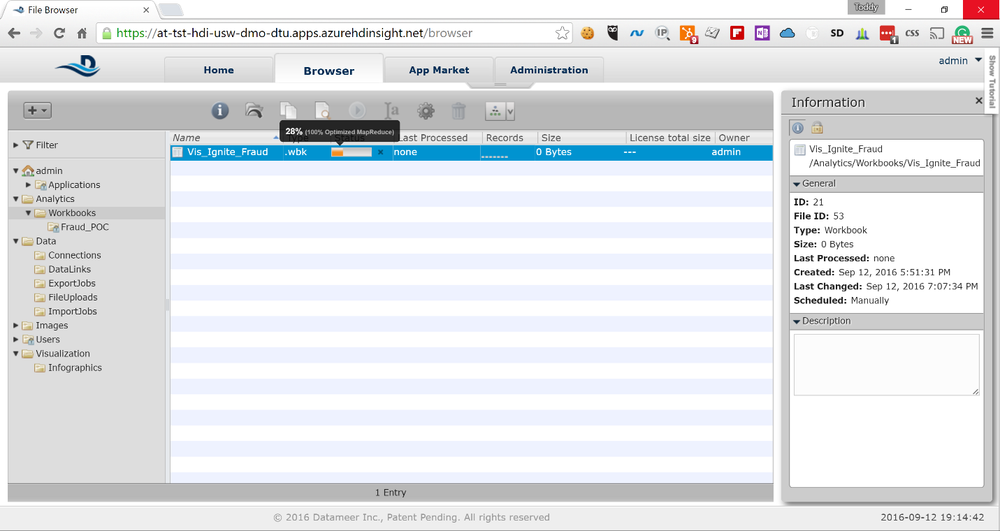 File Browser
Toddy
https://at-tst-hdi-usw-dmo-dtu.apps.azurehdinsight.net/browser
IP
9
F
N
SD
1
CSS
NEW
D
Home
Browser
App Market
Administration
admin
Show Tutorial
Information
Filter
28% (100% Optimized MapReduce)
Name Type Status Last Processed Records Size License total size Owner
Vis_Ignite_Fraud .wbk none 0 Bytes --- admin
admin
Applications
Analytics
Workbooks
Fraud_POC
Data
Connections
DataLinks
ExportJobs
FileUploads
ImportJobs
Images
Users
Visualization
Infographics
Vis_Ignite_Fraud
/Analytics/Workbooks/Vis_Ignite_Fraud
General
ID: 21
File ID: 53
Type: Workbook
Size: 0 Bytes
Last Processed: none
Created: Sep 12, 2016 5:51:31 PM
Last Changed: Sep 12, 2016 7:07:34 PM
Scheduled: Manually
Description
1 Entry
© 2016 Datameer Inc., Patent Pending. All rights reserved
2016-09-12 19:14:42